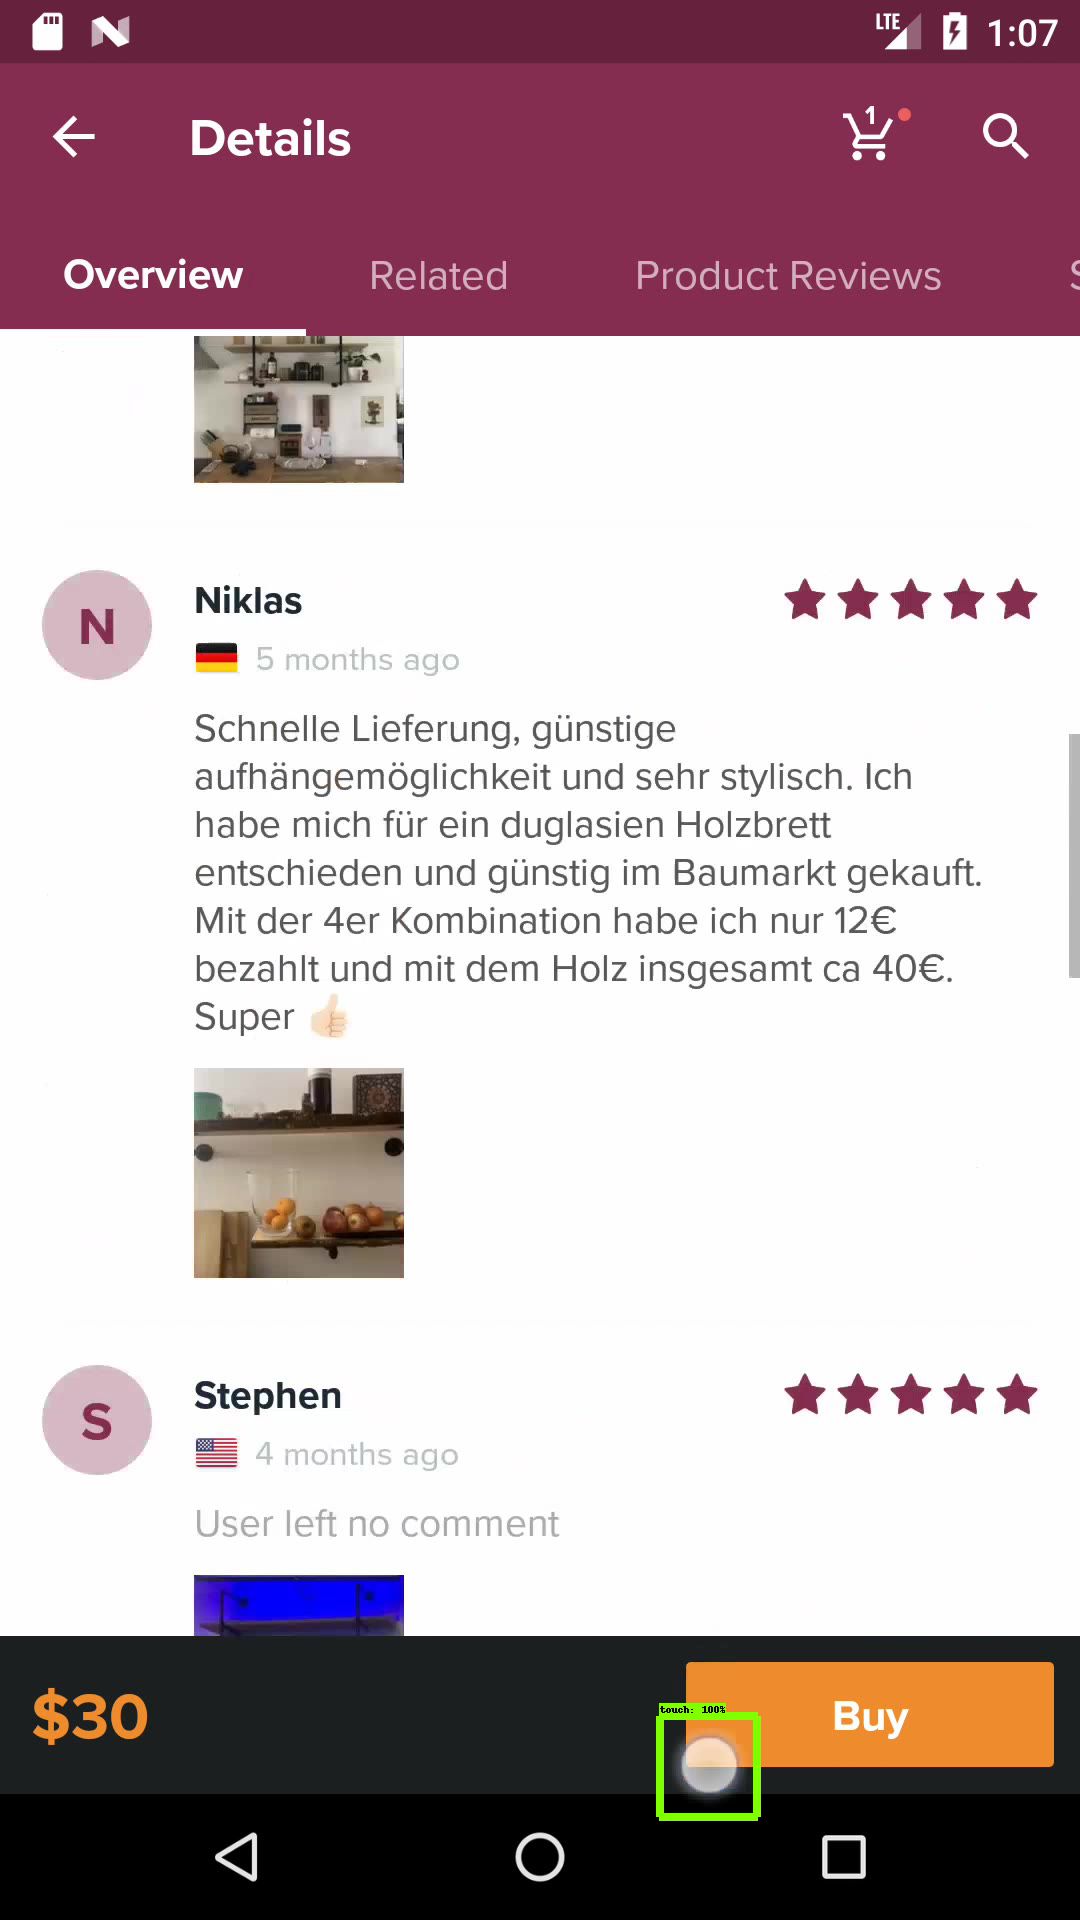 LTE 1:07
Details
1
Overview Related Product Reviews S
N
Niklas
5 months ago
Schnelle Lieferung, günstige
aufhängemöglichkeit und sehr stylisch. Ich
habe mich für ein duglasien Holzbrett
entschieden und günstig im Baumarkt gekauft.
Mit der 4er Kombination habe ich nur 12€
bezahlt und mit dem Holz insgesamt ca 40€.
Super 👍🏻
S
Stephen
4 months ago
User left no comment
$30
touch: 100%
Buy